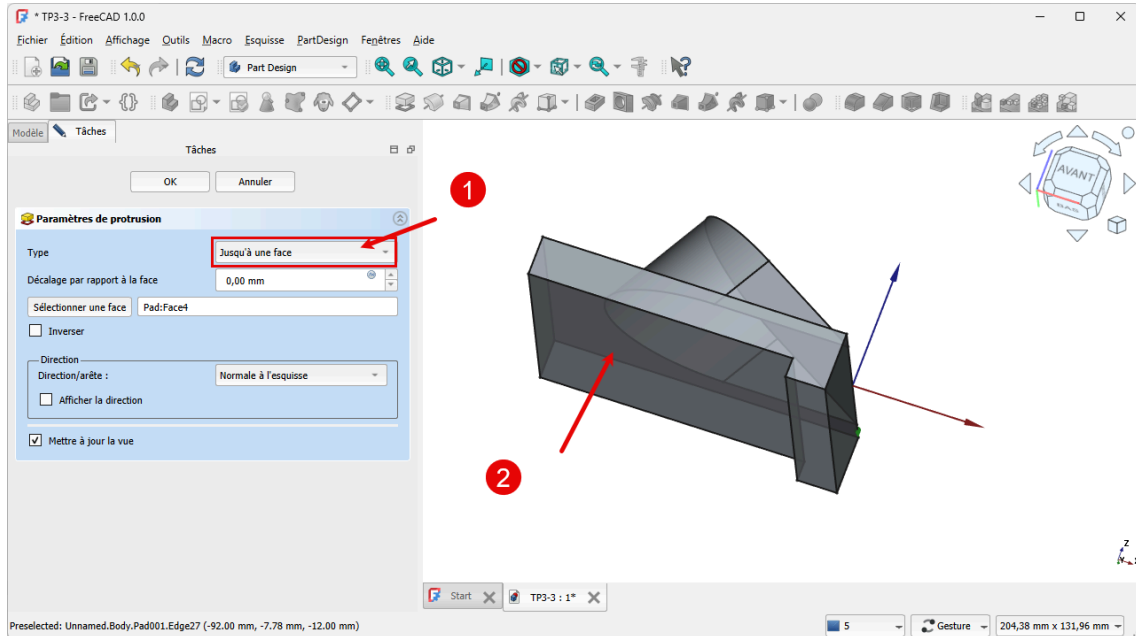 * TP3-3 - FreeCAD 1.0.0
Fichier Édition Affichage Outils Macro Esquisse PartDesign Fenêtres Aide
Part Design
Modèle Tâches
Tâches
OK Annuler
Paramètres de protrusion
Type Jusqu'à une face
Décalage par rapport à la face 0,00 mm
Sélectionner une face Pad:Face4
Inverser
Direction
Direction/arête : Normale à l'esquisse
Afficher la direction
Mettre à jour la vue
1
2
AVANT
BAS
Z
Start TP3-3 : 1*
Preselected: Unnamed.Body.Pad001.Edge27 (-92.00 mm, -7.78 mm, -12.00 mm) 5 Gesture 204,38 mm x 131,96 mm